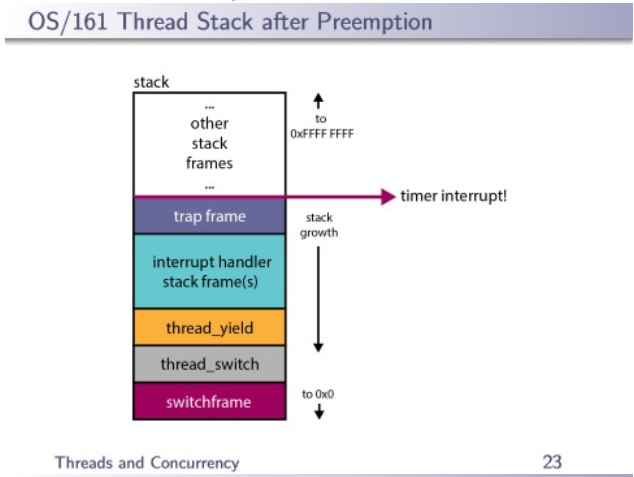 OS/161 Thread Stack after Preemption
stack
...
other
stack
frames
...
to
0xFFFF FFFF
timer interrupt!
trap frame
stack
growth
interrupt handler
stack frame(s)
thread_yield
thread_switch
switchframe
to 0x0
Threads and Concurrency
23